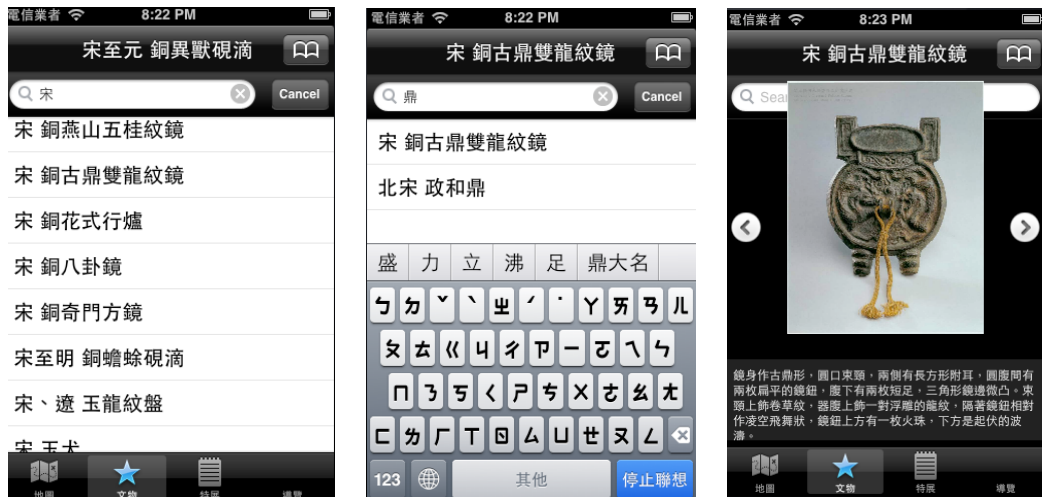 電信業者 8:22 PM
宋至元 銅異獸硯滴
宋 Cancel
宋 銅燕山五桂紋鏡
宋 銅古鼎雙龍紋鏡
宋 銅花式行爐
宋 銅八卦鏡
宋 銅奇門方鏡
宋至明 銅蟾蜍硯滴
宋、遼 玉龍紋盤
宋 玉犬
地圖 文物 特展 導覽
電信業者 8:22 PM
宋 銅古鼎雙龍紋鏡
鼎 Cancel
宋 銅古鼎雙龍紋鏡
北宋 政和鼎
盛 力 立 沸 足 鼎大名
ㄅ ㄉ ˇ ˋ ㄓ ˊ ˙ ㄚ ㄞ ㄢ ㄦ
ㄆ ㄊ ㄍ ㄐ ㄔ ㄗ ㄧ ㄛ ㄟ ㄣ
ㄇ ㄋ ㄎ ㄑ ㄕ ㄘ ㄨ ㄜ ㄠ ㄤ
ㄈ ㄌ ㄏ ㄒ ㄖ ㄙ ㄩ ㄝ ㄡ ㄥ
123 其他 停止聯想
電信業者 8:23 PM
宋 銅古鼎雙龍紋鏡
Sea
鏡身作古鼎形，圓口束頸，兩側有長方形附耳，圓腹間有
兩枚扁平的鏡鈕，腹下有兩枚短足，三角形鏡邊微凸。束
頸上飾卷草紋，器腹上飾一對浮雕的龍紋，隔著鏡鈕相對
作凌空飛舞狀，鏡鈕上方有一枚火珠，下方是起伏的波
濤。
地圖 文物 特展 導覽